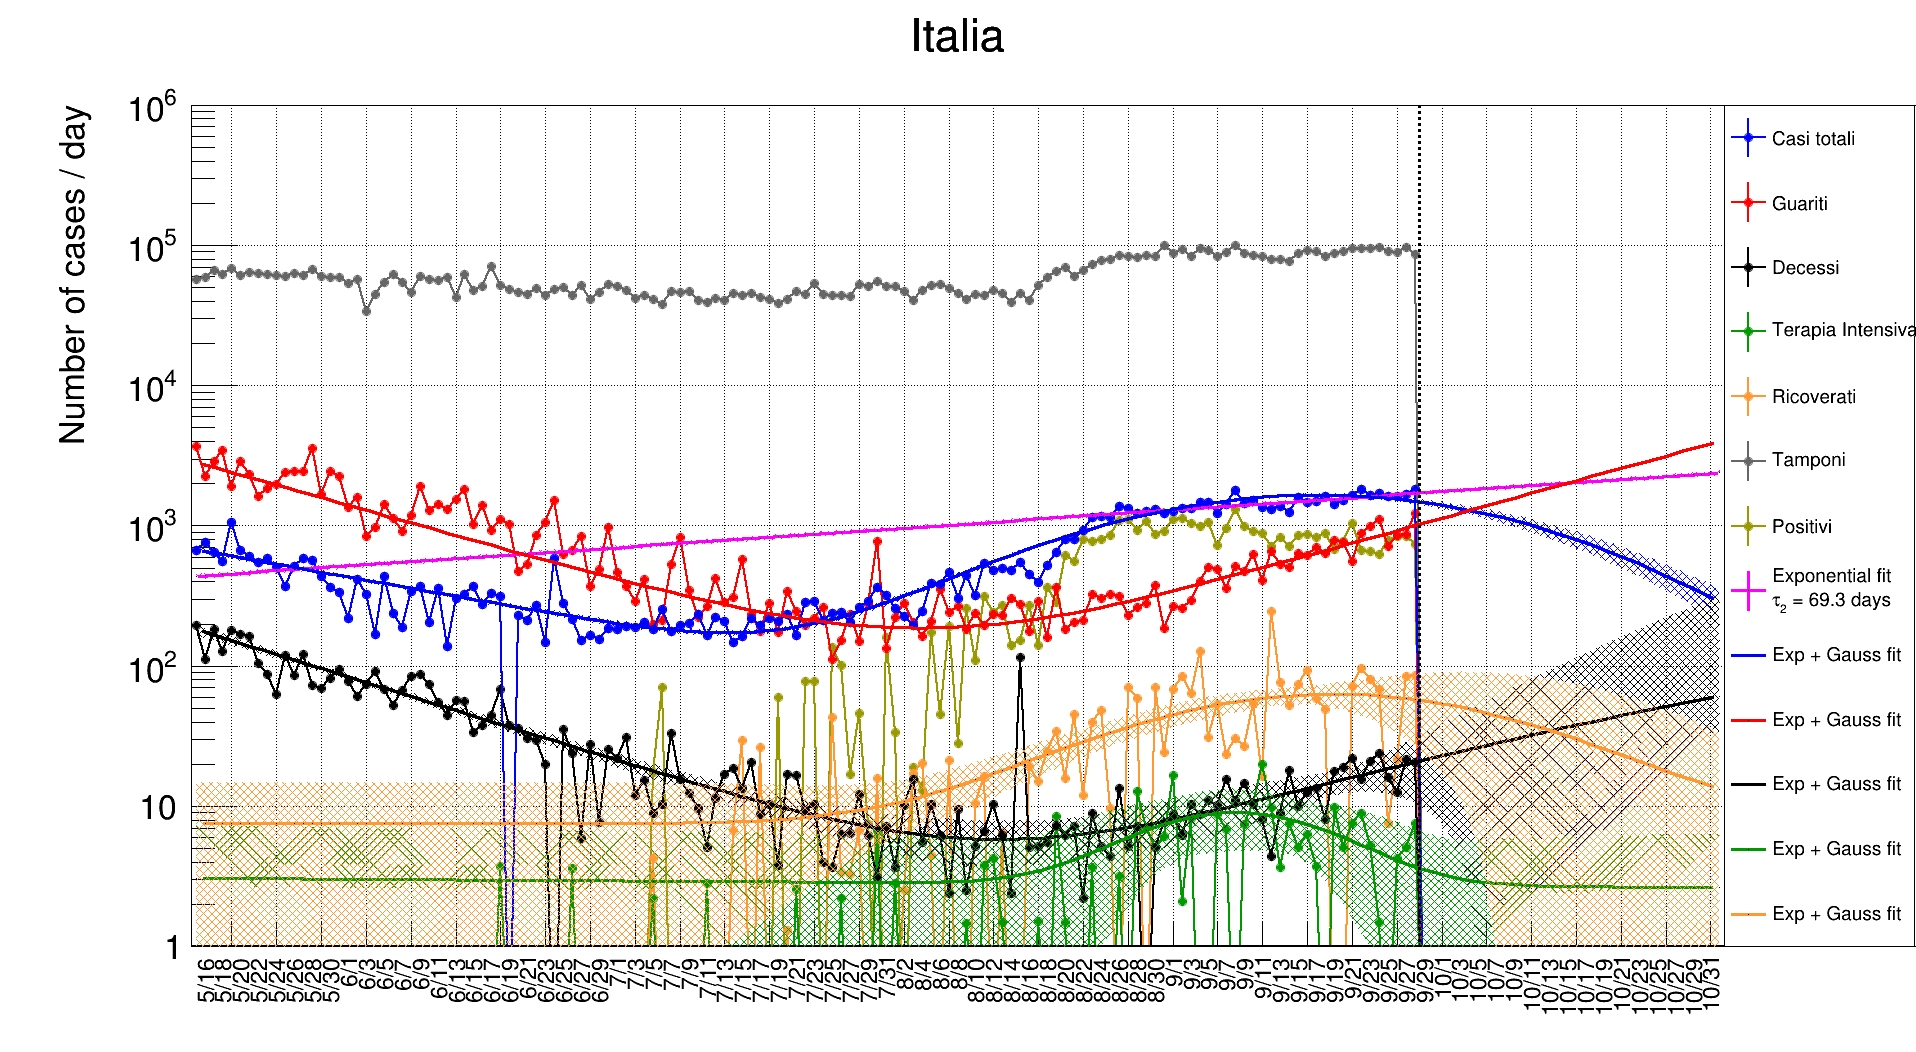 Italia
Number of cases / day
10^6
10^5
10^4
10^3
10^2
10
1
5/16 5/18 5/20 5/22 5/24 5/26 5/28 5/30 6/1 6/3 6/5 6/7 6/9 6/11 6/13 6/15 6/17 6/19 6/21 6/23 6/25 6/27 6/29 7/1 7/3 7/5 7/7 7/9 7/11 7/13 7/15 7/17 7/19 7/21 7/23 7/25 7/27 7/29 7/31 8/2 8/4 8/6 8/8 8/10 8/12 8/14 8/16 8/18 8/20 8/22 8/24 8/26 8/28 8/30 9/1 9/3 9/5 9/7 9/9 9/11 9/13 9/15 9/17 9/19 9/21 9/23 9/25 9/27 9/29 10/1 10/3 10/5 10/7 10/9 10/11 10/13 10/15 10/17 10/19 10/21 10/23 10/25 10/27 10/29 10/31
Casi totali
Guariti
Decessi
Terapia Intensiva
Ricoverati
Tamponi
Positivi
Exponential fit
τ₂ = 69.3 days
Exp + Gauss fit
Exp + Gauss fit
Exp + Gauss fit
Exp + Gauss fit
Exp + Gauss fit